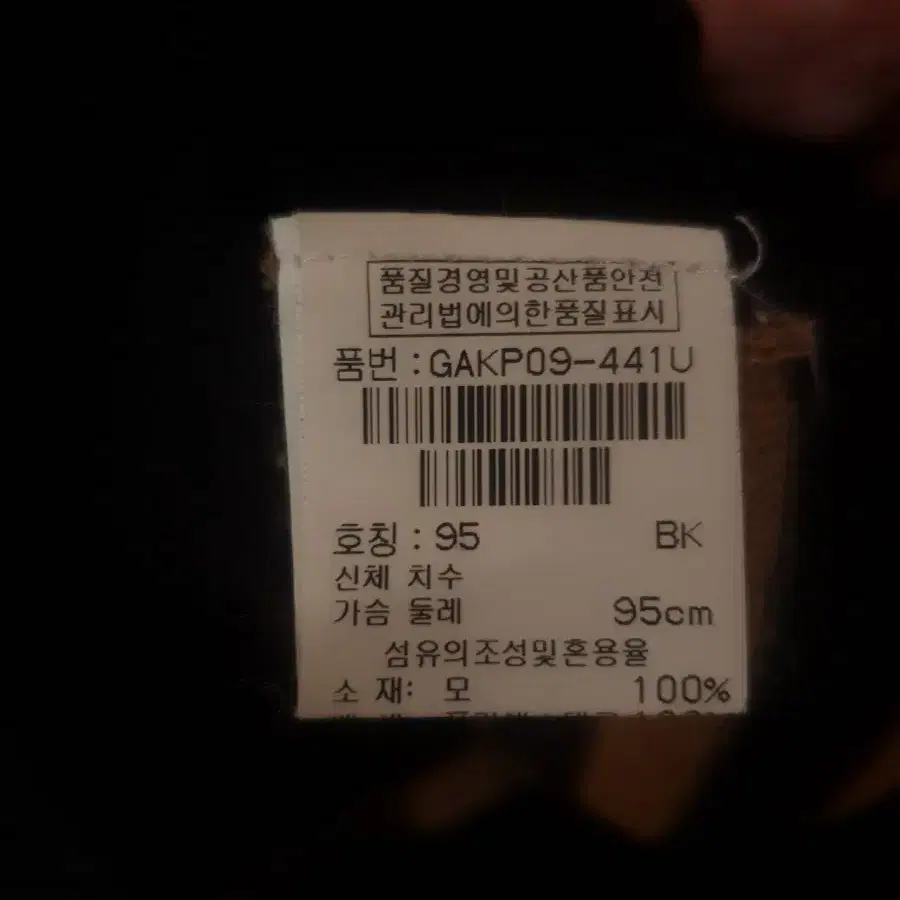 품질경영및공산품안전
관리법에의한품질표시
품번 : GAKP09-441U
호칭 : 95 BK
신체 치수
가슴 둘레 95cm
섬유의조성및혼용율
소 재: 모 100%